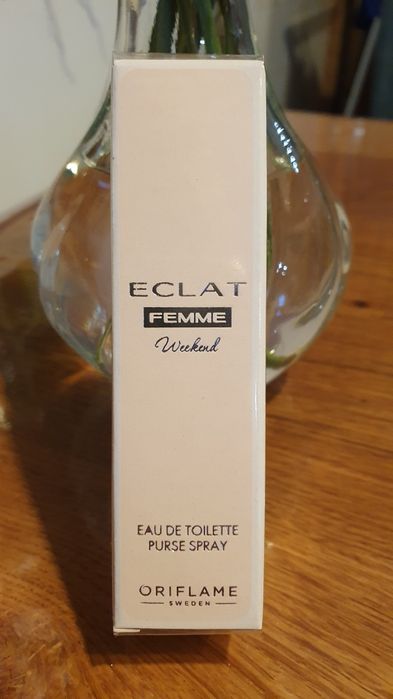 ECLAT
FEMME
Weekend
EAU DE TOILETTE
PURSE SPRAY
ORIFLAME
SWEDEN